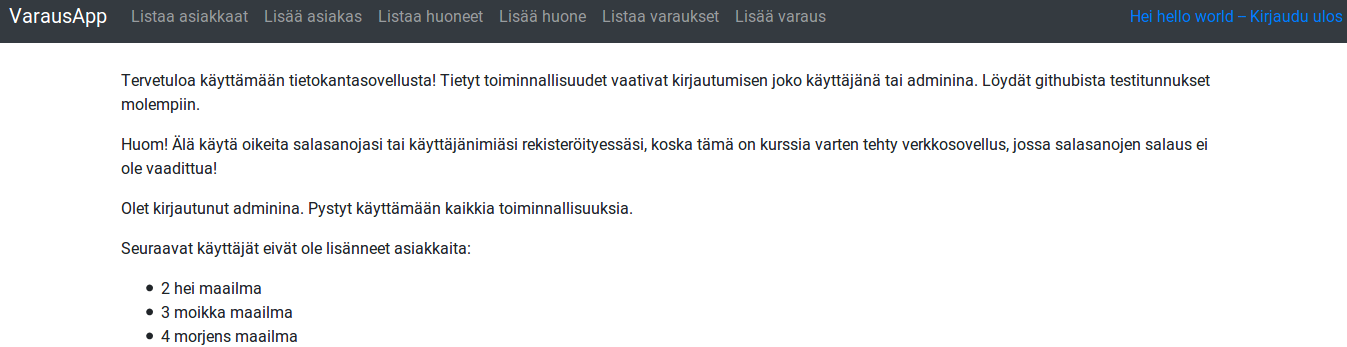 VarausApp Listaa asiakkaat Lisää asiakas Listaa huoneet Lisää huone Listaa varaukset Lisää varaus Hei hello world – Kirjaudu ulos
Tervetuloa käyttämään tietokantasovellusta! Tietyt toiminnallisuudet vaativat kirjautumisen joko käyttäjänä tai adminina. Löydät githubista testitunnukset
molempiin.
Huom! Älä käytä oikeita salasanojasi tai käyttäjänimiäsi rekisteröityessäsi, koska tämä on kurssia varten tehty verkkosovellus, jossa salasanojen salaus ei
ole vaadittua!
Olet kirjautunut adminina. Pystyt käyttämään kaikkia toiminnallisuuksia.
Seuraavat käyttäjät eivät ole lisänneet asiakkaita:
• 2 hei maailma
• 3 moikka maailma
• 4 morjens maailma